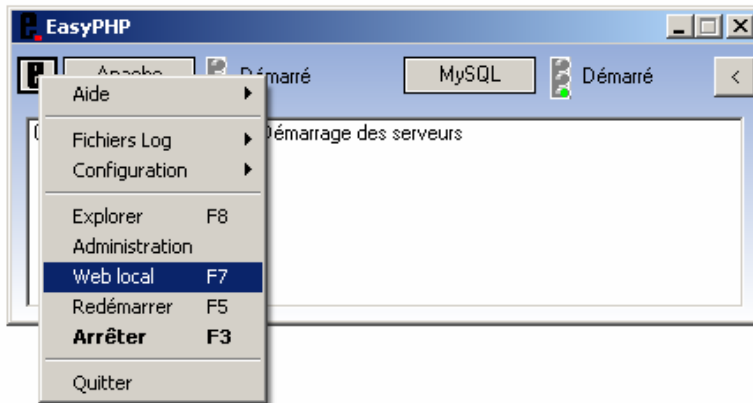 EasyPHP
Démarré MySQL Démarré <
Démarrage des serveurs
Aide
Fichiers Log
Configuration
Explorer F8
Administration
Web local F7
Redémarrer F5
Arrêter F3
Quitter